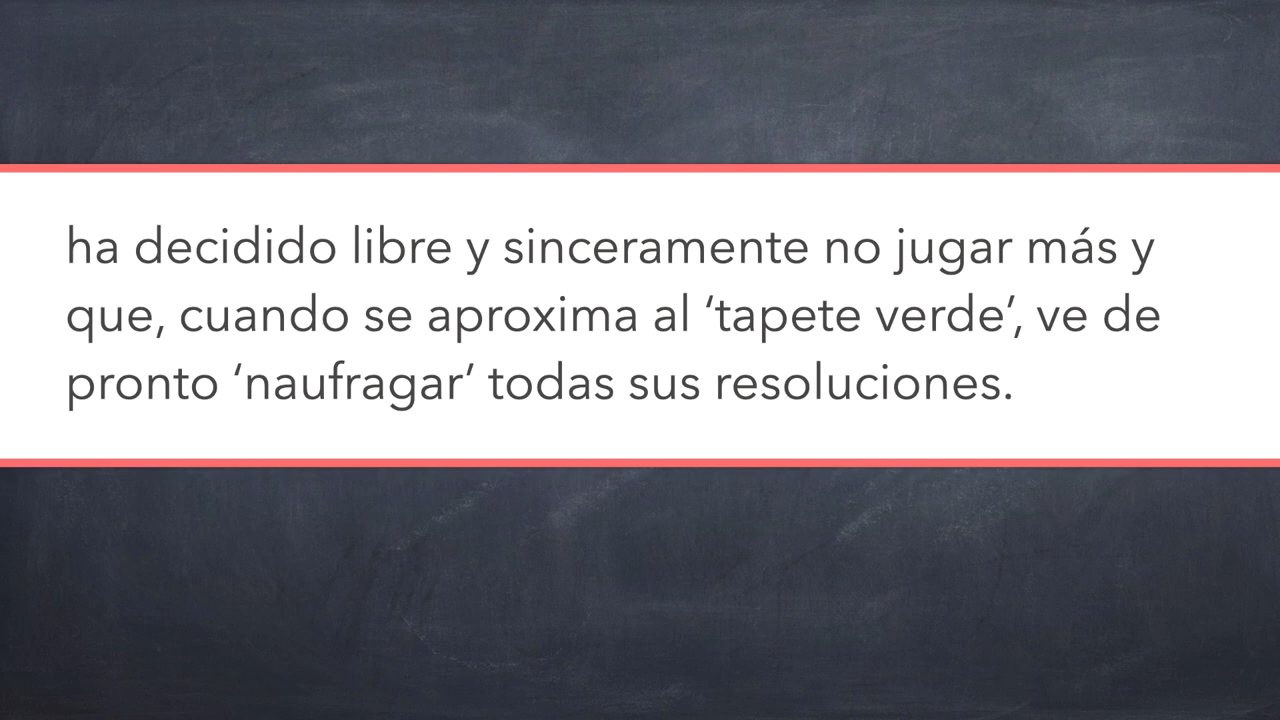 ha decidido libre y sinceramente no jugar más y
que, cuando se aproxima al ‘tapete verde’, ve de
pronto ‘naufragar’ todas sus resoluciones.